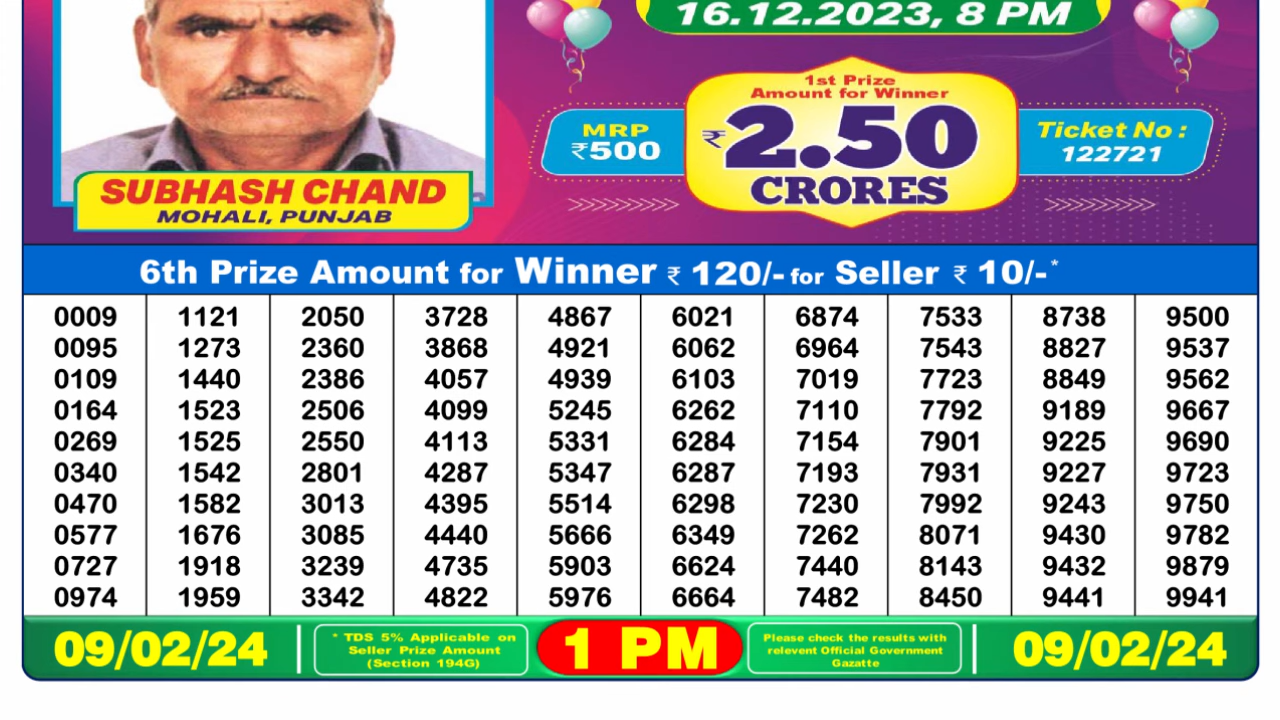 16.12.2023, 8 PM
1st Prize
Amount for Winner
MRP
₹500
₹2.50
CRORES
Ticket No :
122721
SUBHASH CHAND
MOHALI, PUNJAB
6th Prize Amount for Winner ₹ 120/- for Seller ₹ 10/-*
0009 1121 2050 3728 4867 6021 6874 7533 8738 9500
0095 1273 2360 3868 4921 6062 6964 7543 8827 9537
0109 1440 2386 4057 4939 6103 7019 7723 8849 9562
0164 1523 2506 4099 5245 6262 7110 7792 9189 9667
0269 1525 2550 4113 5331 6284 7154 7901 9225 9690
0340 1542 2801 4287 5347 6287 7193 7931 9227 9723
0470 1582 3013 4395 5514 6298 7230 7992 9243 9750
0577 1676 3085 4440 5666 6349 7262 8071 9430 9782
0727 1918 3239 4735 5903 6624 7440 8143 9432 9879
0974 1959 3342 4822 5976 6664 7482 8450 9441 9941
09/02/24
* TDS 5% Applicable on
Seller Prize Amount
(Section 194G)
1 PM
Please check the results with
relevent Official Government
Gazatte
09/02/24